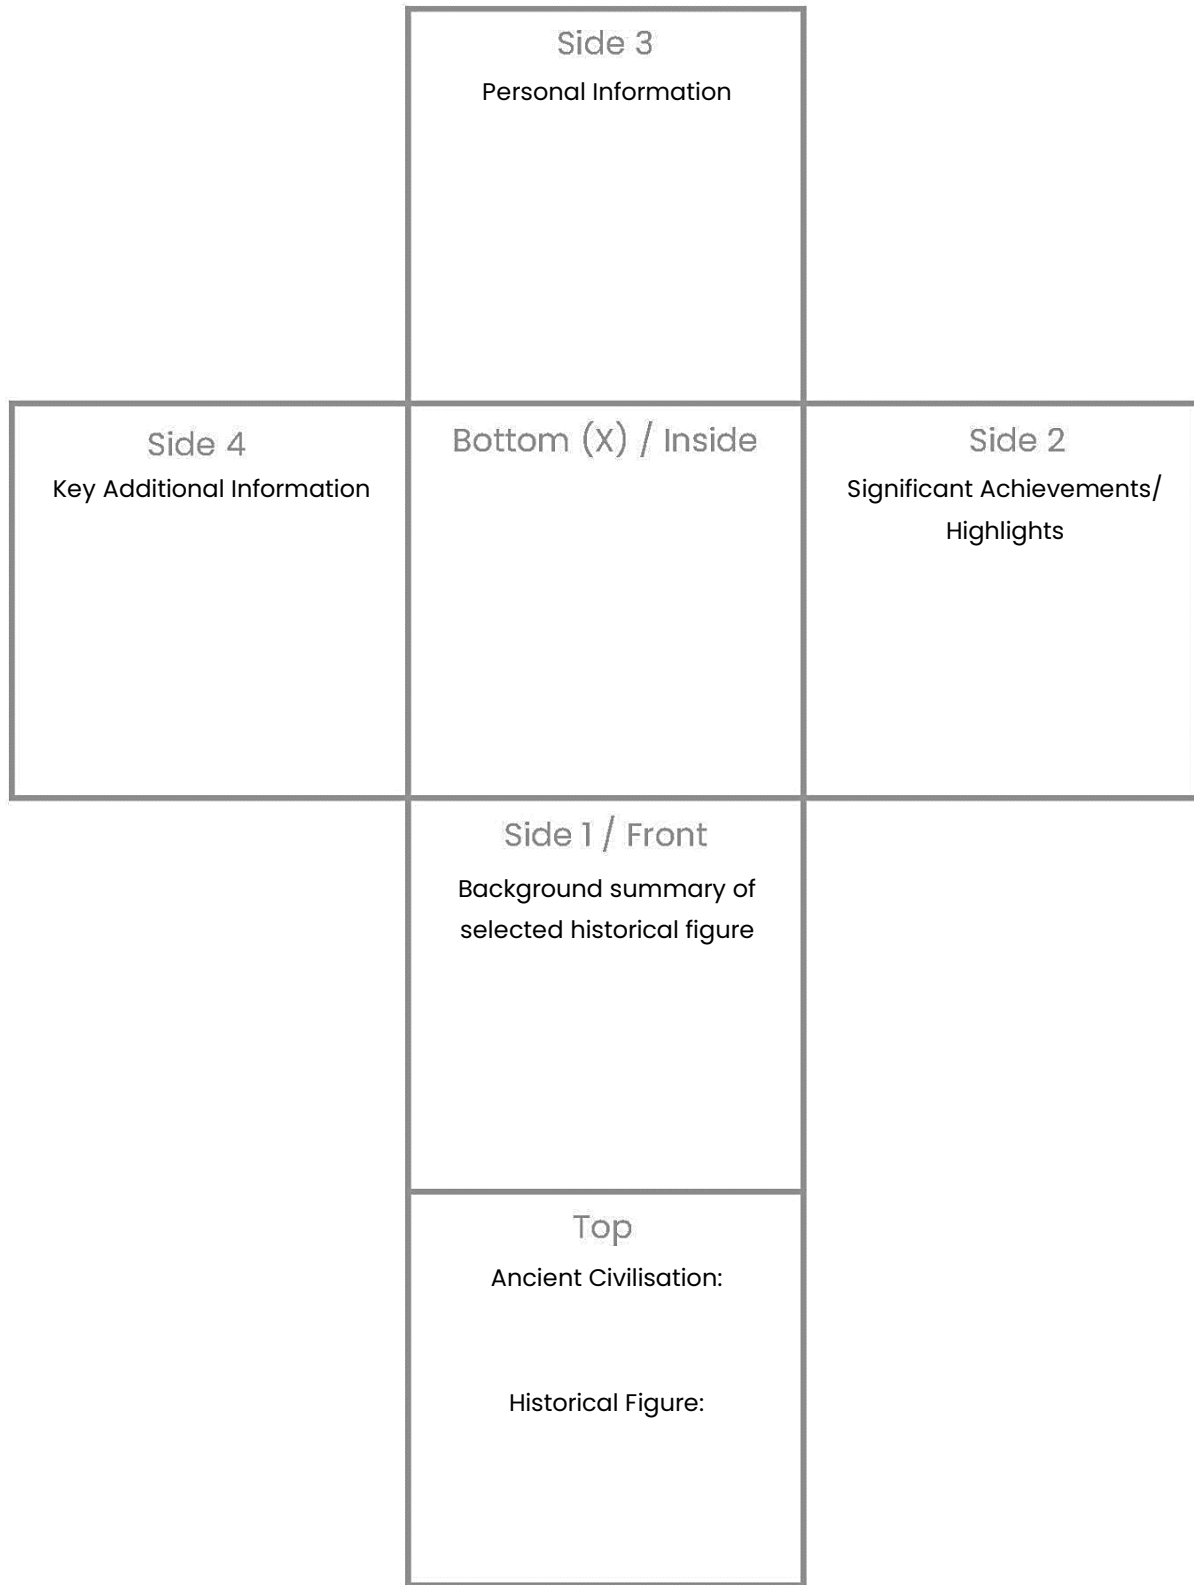 Side 3
Personal Information
Side 4
Key Additional Information
Bottom (X) / Inside
Side 2
Significant Achievements/
Highlights
Side 1 / Front
Background summary of
selected historical figure
Top
Ancient Civilisation:
Historical Figure: